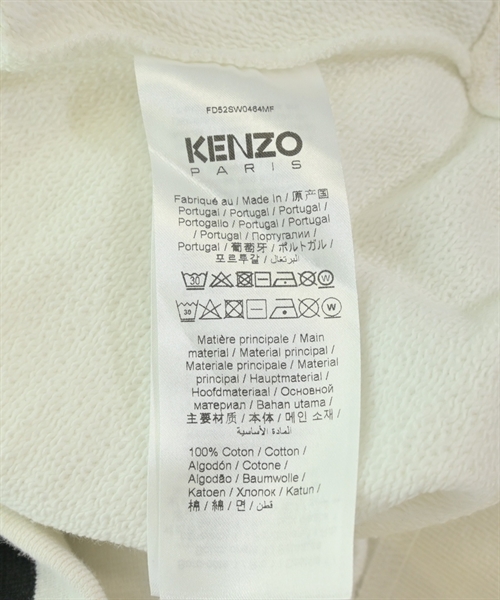 FD52SW0464MF
KENZO
PARIS
Fabriqué au / Made in / 原产国
Portugal / Portugal / Portugal /
Portogallo / Portugal / Portugal
/ Portugal / Португалии /
Portugal / 葡萄牙 / ポルトガル /
포르투갈 / البرتغال
30 W
30 W
Matière principale / Main
material / Material principal /
Materiale principale / Material
principal / Hauptmaterial /
Hoofdmateriaal / Основной
материал / Bahan utama /
主要材质 / 本体 / 메인 소재 /
المادة الأساسية
100% Coton / Cotton /
Algodón / Cotone /
Algodão / Baumwolle /
Katoen / Хлопок / Katun /
棉 / 綿 / 면 / قطن